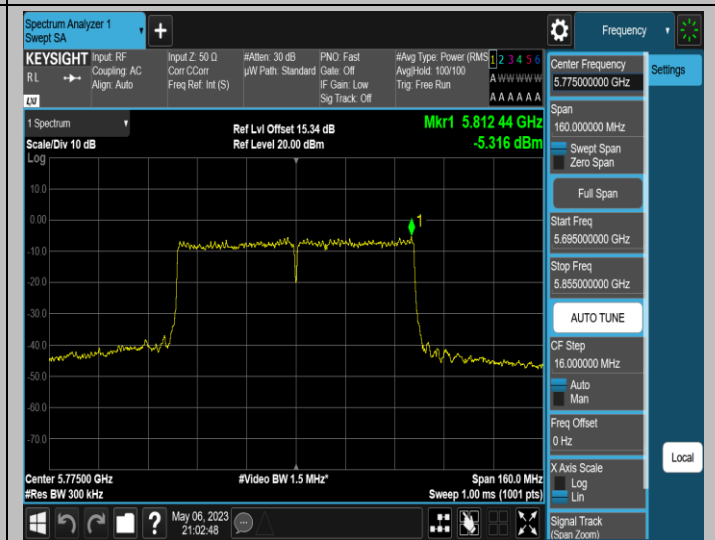 Spectrum Analyzer 1
Swept SA
Frequency
KEYSIGHT
Input: RF
Coupling: AC
Align: Auto
Input Z: 50 Ω
Corr CCorr
Freq Ref: Int (S)
#Atten: 30 dB
µW Path: Standard
PNO: Fast
Gate: Off
IF Gain: Low
Sig Track: Off
#Avg Type: Power (RMS
Avg|Hold: 100/100
Trig: Free Run
1 2 3 4 5 6
A W W W W W
A A A A A A
R L
LXI
1 Spectrum
Scale/Div 10 dB
Ref Lvl Offset 15.34 dB
Ref Level 20.00 dBm
Mkr1 5.812 44 GHz
-5.316 dBm
Log
10.0
0.00
-10.0
-20.0
-30.0
-40.0
-50.0
-60.0
-70.0
1
Center 5.77500 GHz
#Res BW 300 kHz
#Video BW 1.5 MHz*
Span 160.0 MHz
Sweep 1.00 ms (1001 pts)
May 06, 2023
21:02:48
Center Frequency
5.775000000 GHz
Settings
Span
160.000000 MHz
Swept Span
Zero Span
Full Span
Start Freq
5.695000000 GHz
Stop Freq
5.855000000 GHz
AUTO TUNE
CF Step
16.000000 MHz
Auto
Man
Freq Offset
0 Hz
X Axis Scale
Log
Lin
Local
Signal Track
(Span Zoom)